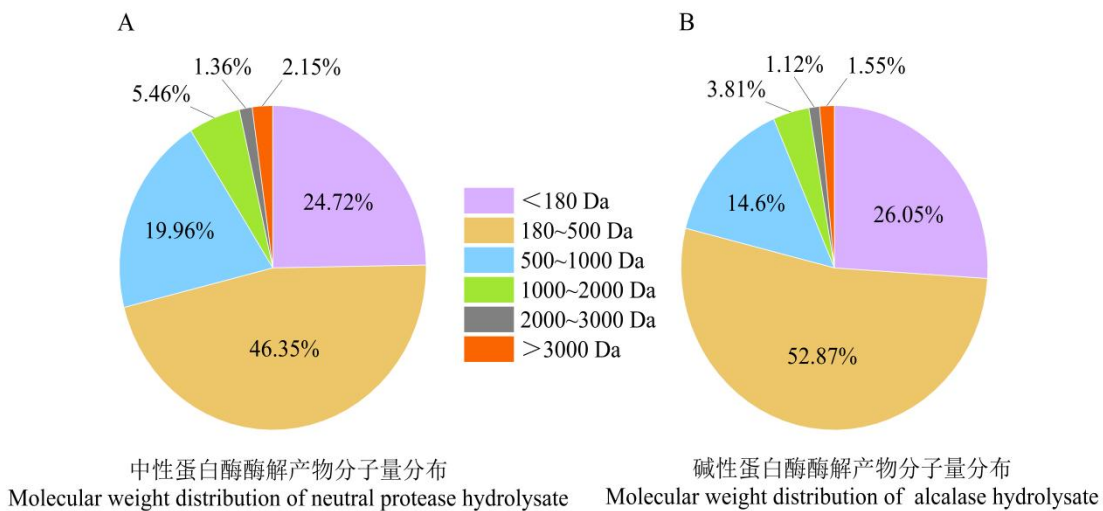 A
1.36%
2.15%
5.46%
24.72%
19.96%
46.35%
中性蛋白酶酶解产物分子量分布
Molecular weight distribution of neutral protease hydrolysate
＜180 Da
180~500 Da
500~1000 Da
1000~2000 Da
2000~3000 Da
＞3000 Da
B
1.12%
1.55%
3.81%
26.05%
14.6%
52.87%
碱性蛋白酶酶解产物分子量分布
Molecular weight distribution of alcalase hydrolysate